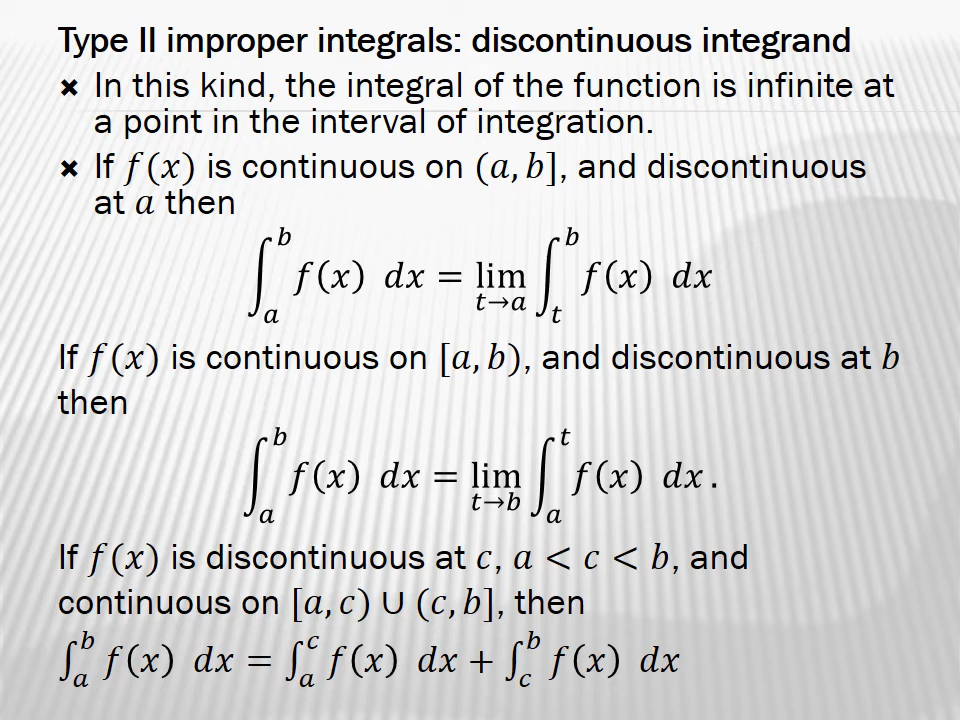 Type II improper integrals: discontinuous integrand
× In this kind, the integral of the function is infinite at
a point in the interval of integration.
× If f(x) is continuous on (a, b], and discontinuous
at a then
∫_a^b f(x) dx = lim_{t→a} ∫_t^b f(x) dx
If f(x) is continuous on [a, b), and discontinuous at b
then
∫_a^b f(x) dx = lim_{t→b} ∫_a^t f(x) dx.
If f(x) is discontinuous at c, a < c < b, and
continuous on [a, c) ∪ (c, b], then
∫_a^b f(x) dx = ∫_a^c f(x) dx + ∫_c^b f(x) dx